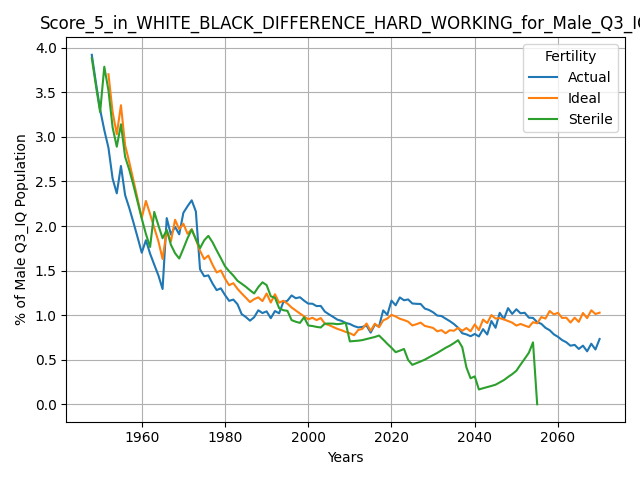 Score_5_in_WHITE_BLACK_DIFFERENCE_HARD_WORKING_for_Male_Q3_IQ
Fertility
Actual
Ideal
Sterile
% of Male Q3_IQ Population
4.0
3.5
3.0
2.5
2.0
1.5
1.0
0.5
0.0
1960 1980 2000 2020 2040 2060
Years